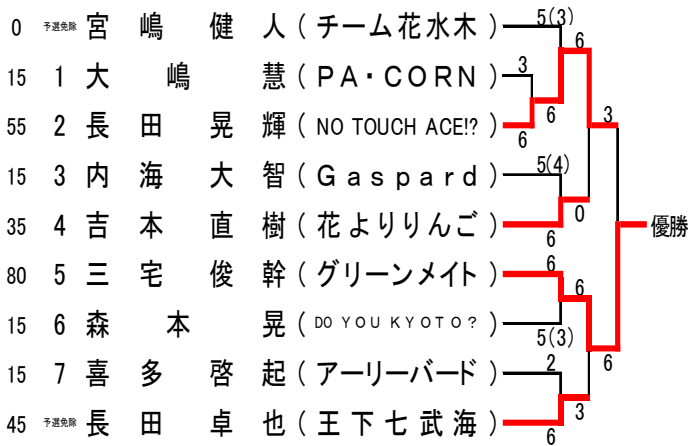 0 予選免除 宮嶋健人 (チーム花水木) 5(3)
6
15 1 大嶋慧 (PA・CORN) 3
6 3
55 2 長田晃輝 (NO TOUCH ACE!?) 6
15 3 内海大智 (Gaspard) 5(4)
0
35 4 吉本直樹 (花よりりんご) 6
優勝
80 5 三宅俊幹 (グリーンメイト) 6
6
15 6 森本晃 (DO YOU KYOTO?) 5(3)
6
15 7 喜多啓起 (アーリーバード) 2
3
45 予選免除 長田卓也 (王下七武海) 6